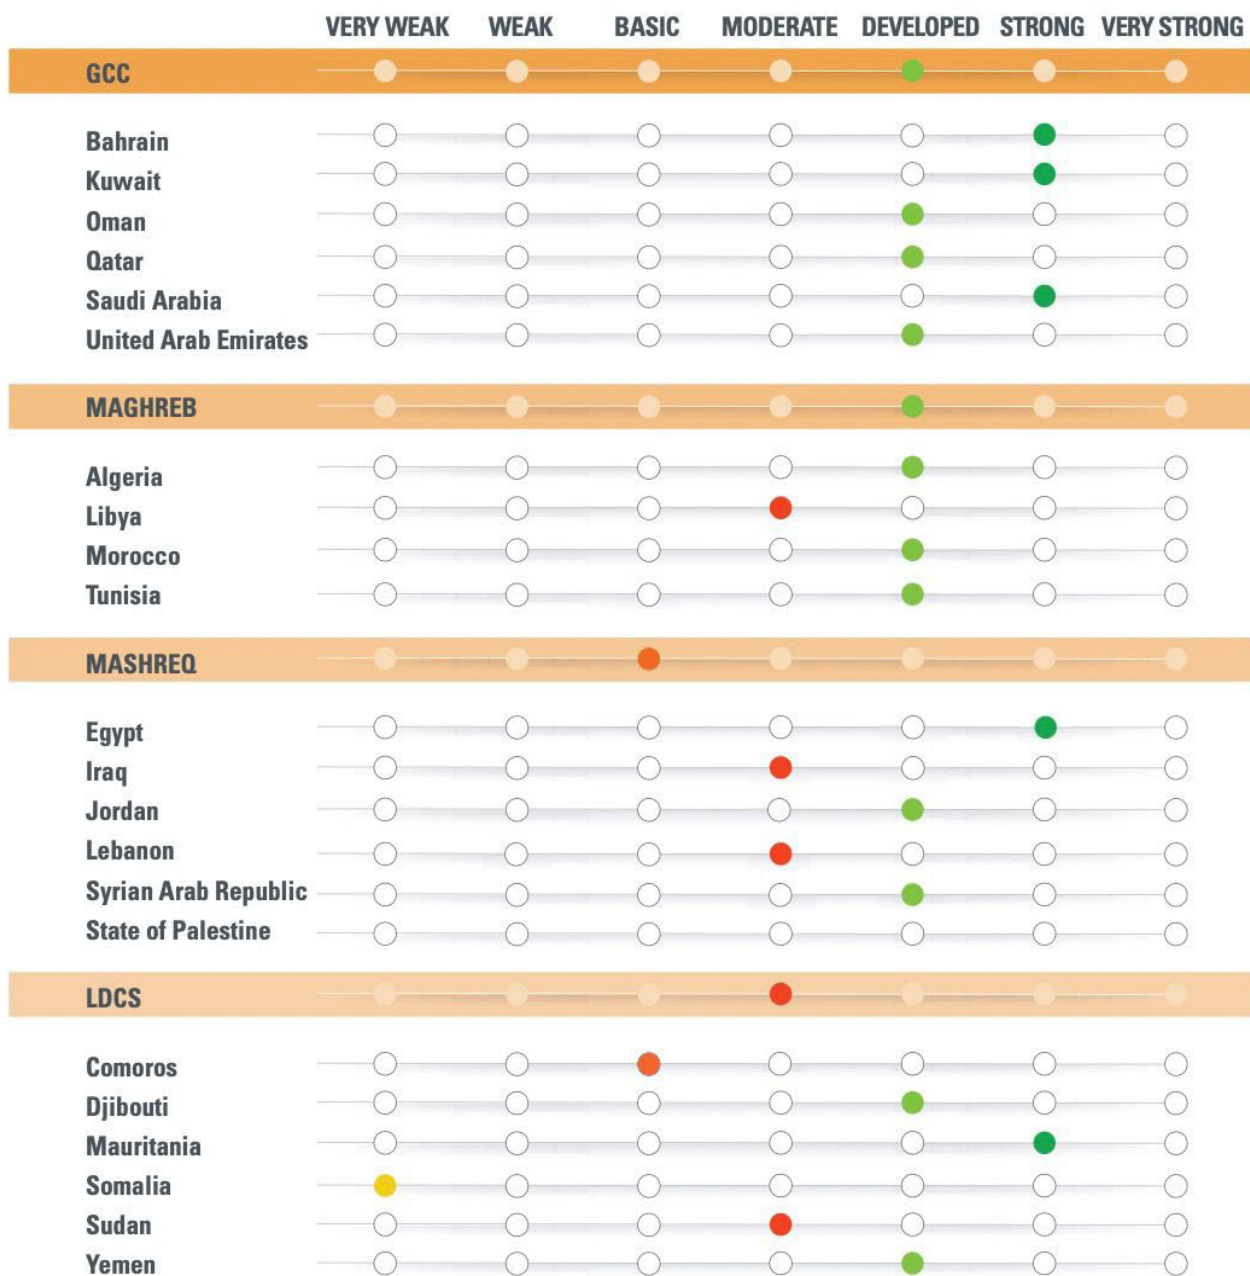 VERY WEAK WEAK BASIC MODERATE DEVELOPED STRONG VERY STRONG
GCC
Bahrain
Kuwait
Oman
Qatar
Saudi Arabia
United Arab Emirates
MAGHREB
Algeria
Libya
Morocco
Tunisia
MASHREQ
Egypt
Iraq
Jordan
Lebanon
Syrian Arab Republic
State of Palestine
LDCS
Comoros
Djibouti
Mauritania
Somalia
Sudan
Yemen